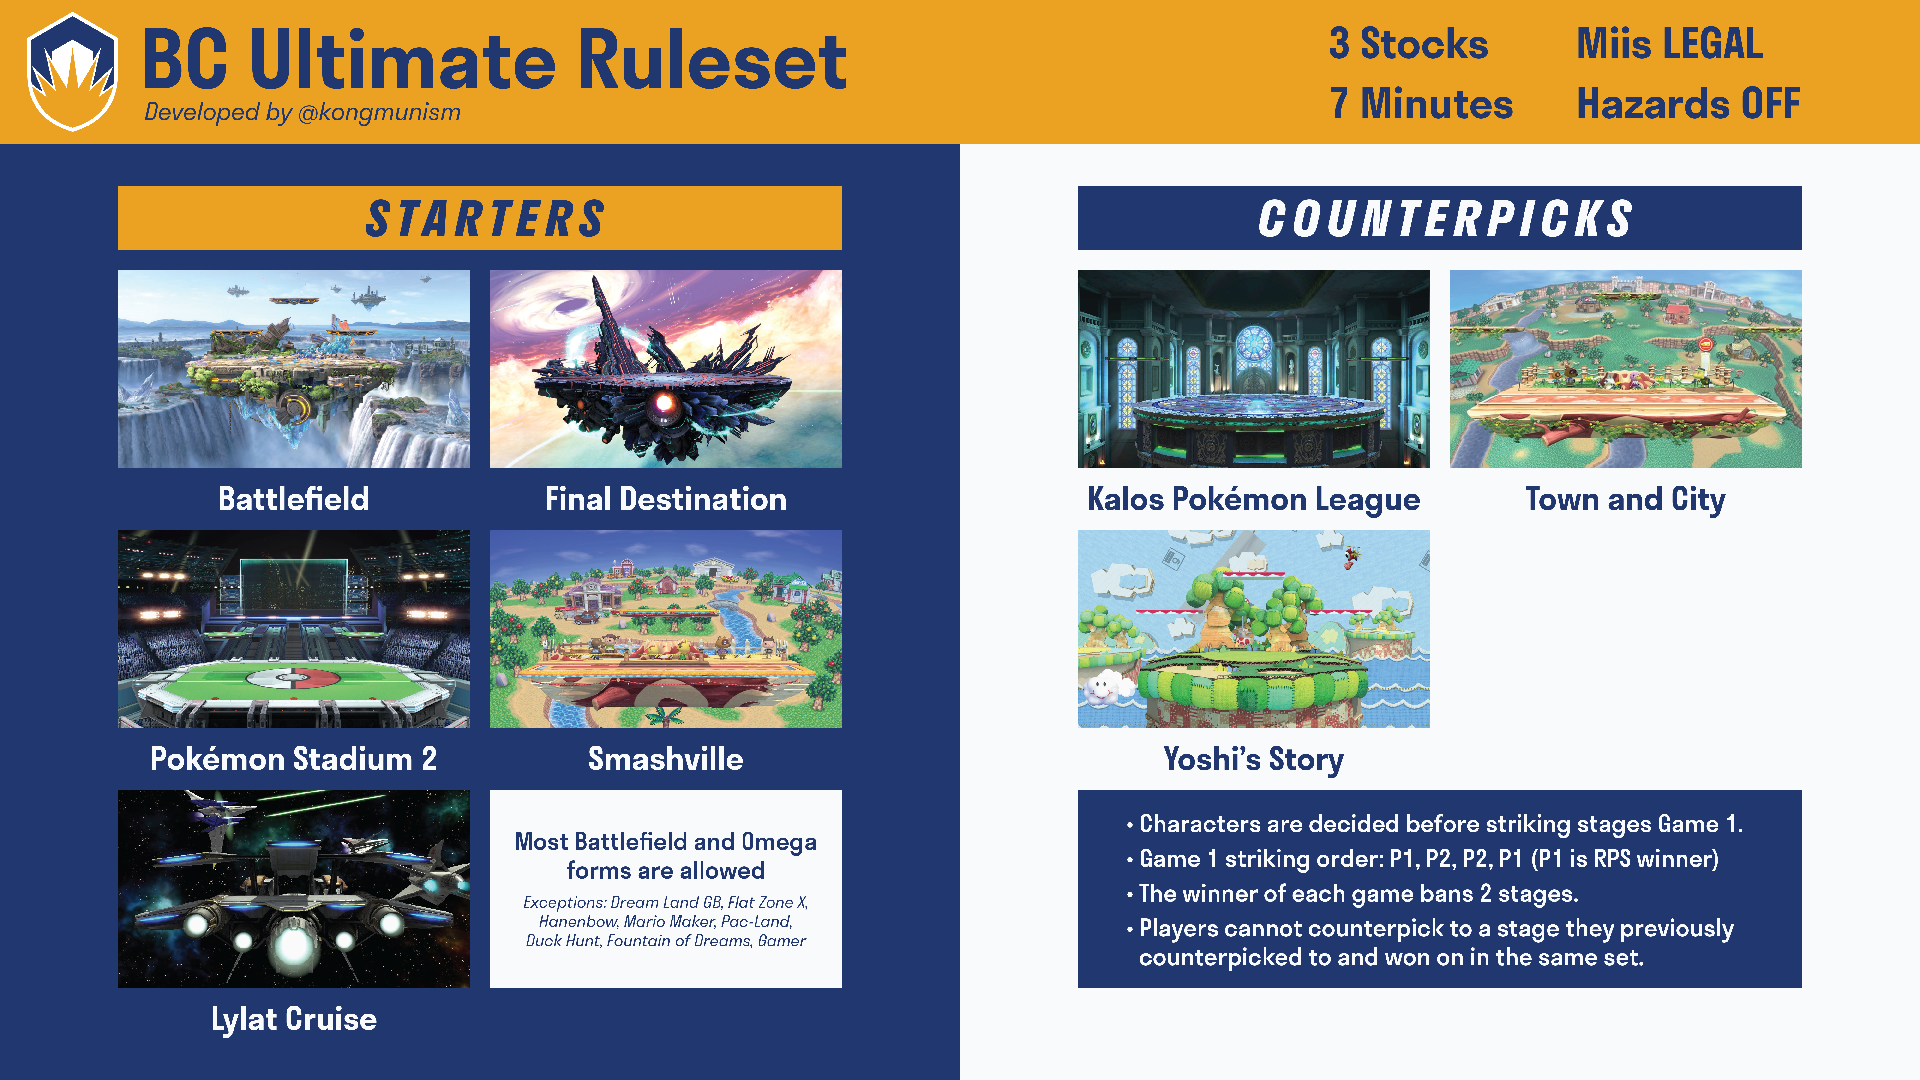 BC Ultimate Ruleset
Developed by @kongmunism
3 Stocks
7 Minutes
Miis LEGAL
Hazards OFF
STARTERS
Battlefield
Final Destination
Pokémon Stadium 2
Smashville
Lylat Cruise
Most Battlefield and Omega
forms are allowed
Exceptions: Dream Land GB, Flat Zone X,
Hanenbow, Mario Maker, Pac-Land,
Duck Hunt, Fountain of Dreams, Gamer
COUNTERPICKS
Kalos Pokémon League
Town and City
Yoshi's Story
• Characters are decided before striking stages Game 1.
• Game 1 striking order: P1, P2, P2, P1 (P1 is RPS winner)
• The winner of each game bans 2 stages.
• Players cannot counterpick to a stage they previously
counterpicked to and won on in the same set.